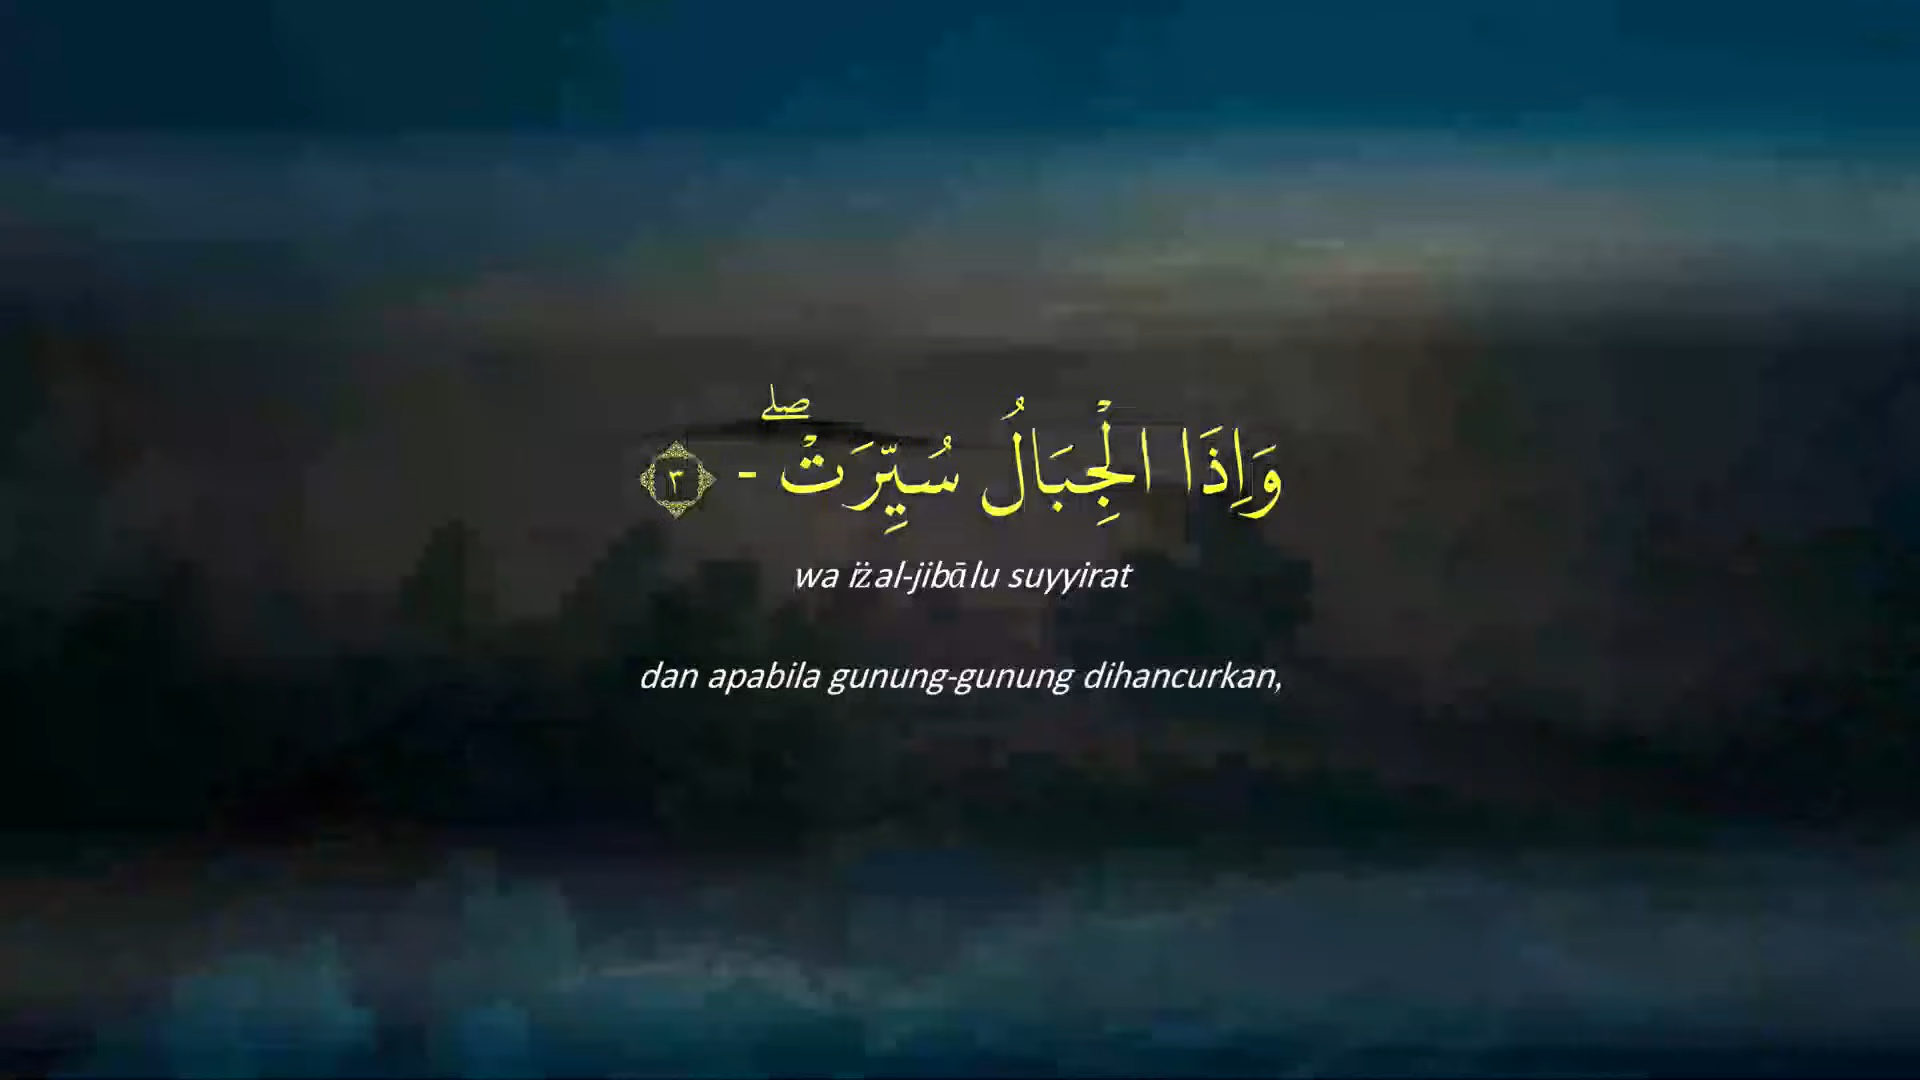 وَاِذَا الْجِبَالُ سُيِّرَتْۖ - ٣
wa iżal-jibālu suyyirat
dan apabila gunung-gunung dihancurkan,